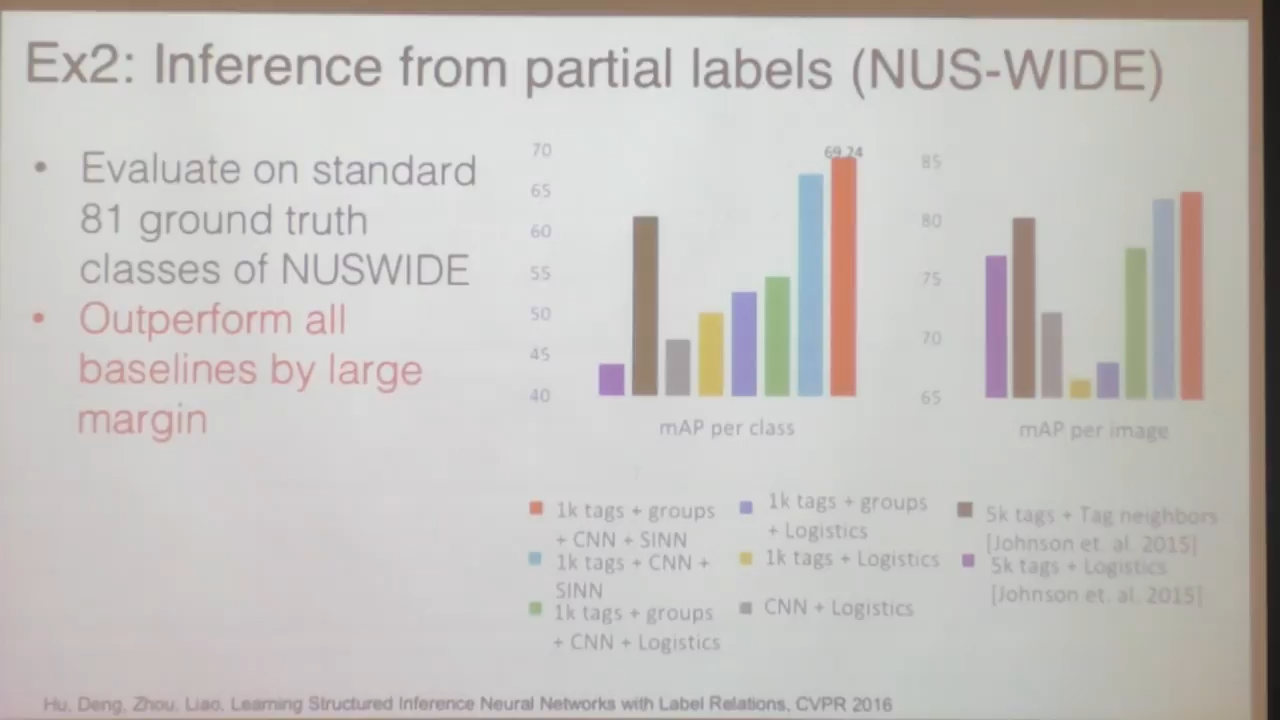 Ex2: Inference from partial labels (NUS-WIDE)
• Evaluate on standard
81 ground truth
classes of NUSWIDE
• Outperform all
baselines by large
margin
70
65
60
55
50
45
40
69.24
mAP per class
85
80
75
70
65
mAP per image
1k tags + groups
+ CNN + SINN
1k tags + CNN +
SINN
1k tags + groups
+ CNN + Logistics
1k tags + groups
+ Logistics
1k tags + Logistics
CNN + Logistics
5k tags + Tag neighbors
[Johnson et. al. 2015]
5k tags + Logistics
[Johnson et. al. 2015]
Hu, Deng, Zhou, Liao. Learning Structured Inference Neural Networks with Label Relations, CVPR 2016